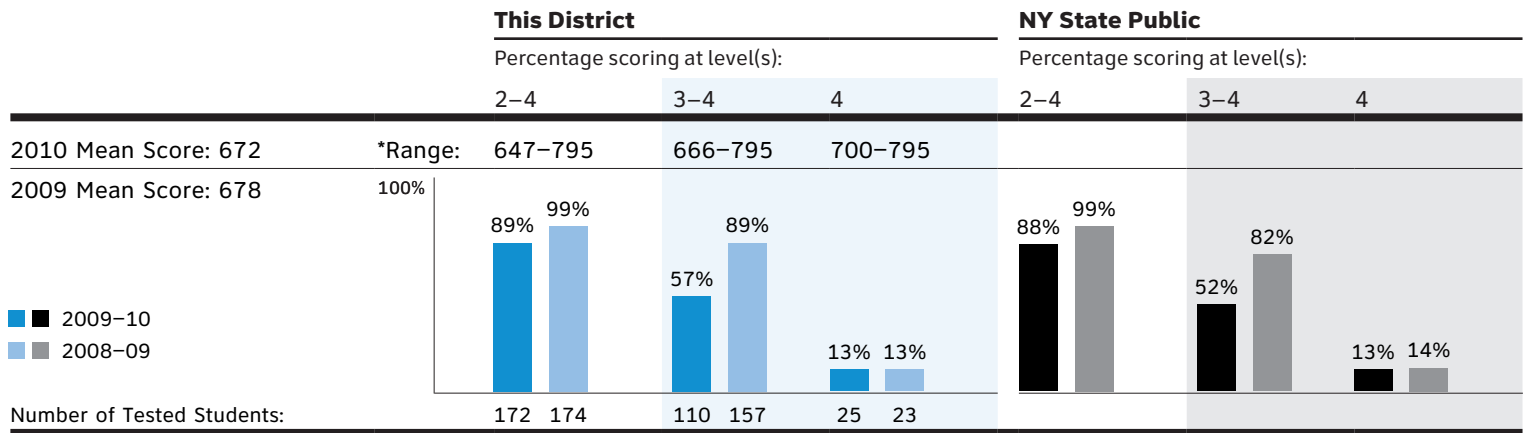 This District NY State Public
Percentage scoring at level(s): Percentage scoring at level(s):
2–4 3–4 4 2–4 3–4 4
2010 Mean Score: 672 *Range: 647–795 666–795 700–795
2009 Mean Score: 678 100%
89% 99% 89% 88% 99% 82%
57% 52%
13% 13% 13% 14%
2009–10
2008–09
Number of Tested Students: 172 174 110 157 25 23